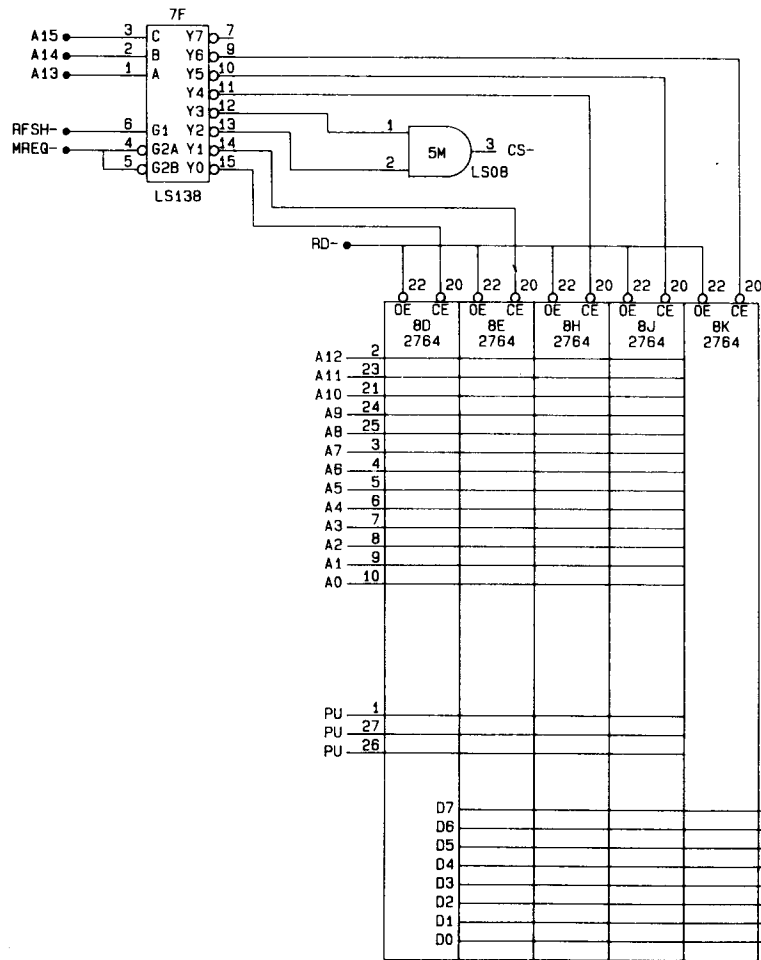 7F
A15 3 C Y7 7
A14 2 B Y6 9
A13 1 A Y5 10
Y4 11
Y3 12
RFSH- 6 G1 Y2 13
MREQ- 4 G2A Y1 14
5 G2B Y0 15
LS138
1
2
5M
3 CS-
LS08
RD-
22 20 22 20 22 20 22 20 22 20
OE CE OE CE OE CE OE CE OE CE
8D 8E 8H 8J 8K
2764 2764 2764 2764 2764
A12 2
A11 23
A10 21
A9 24
A8 25
A7 3
A6 4
A5 5
A4 6
A3 7
A2 8
A1 9
A0 10
PU 1
PU 27
PU 26
D7
D6
D5
D4
D3
D2
D1
D0